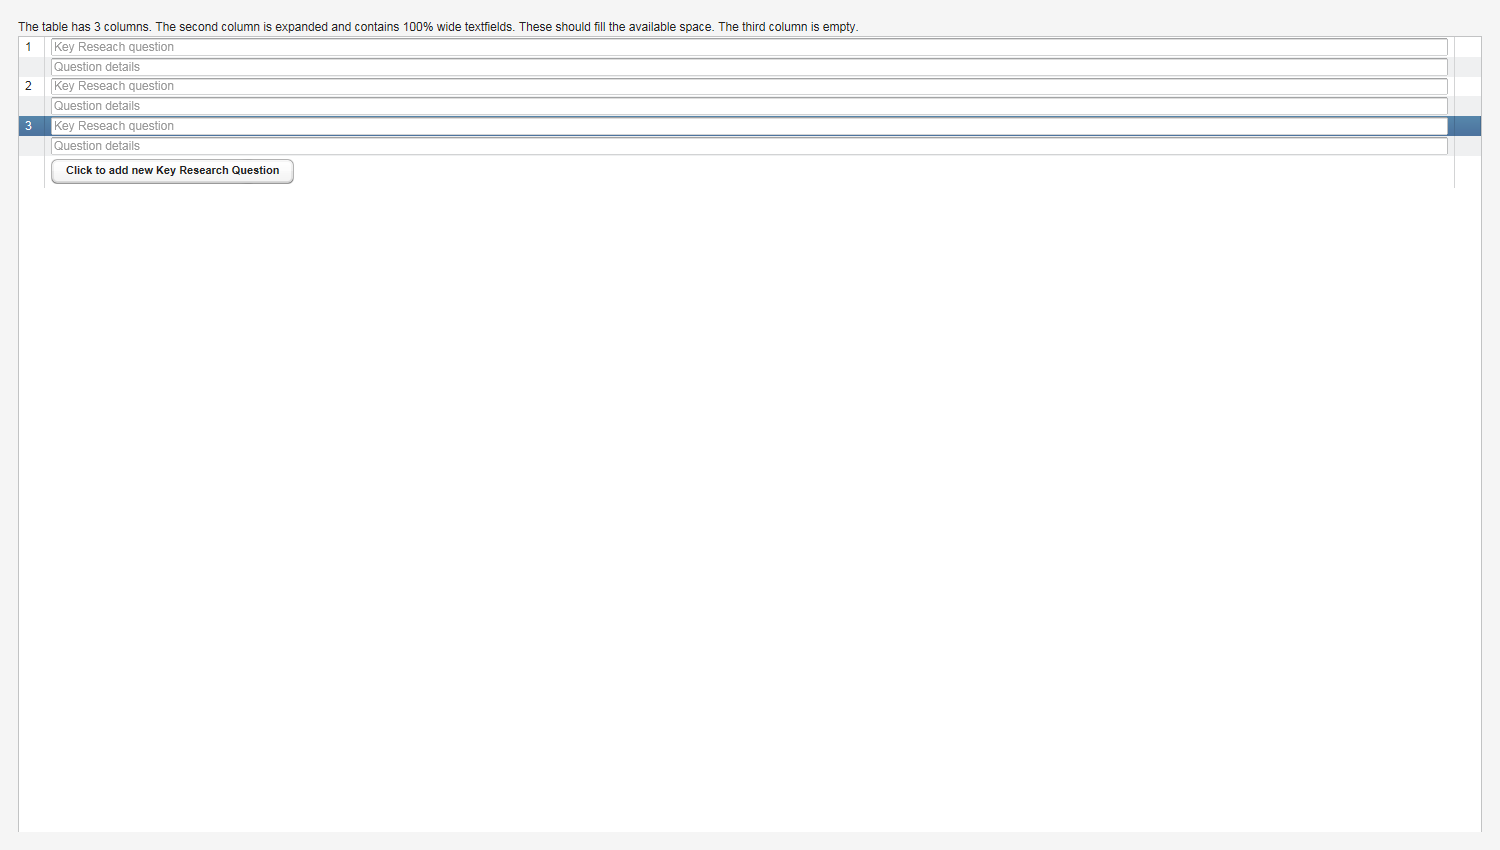 The table has 3 columns. The second column is expanded and contains 100% wide textfields. These should fill the available space. The third column is empty.
1 Key Reseach question
Question details
2 Key Reseach question
Question details
3 Key Reseach question
Question details
Click to add new Key Research Question